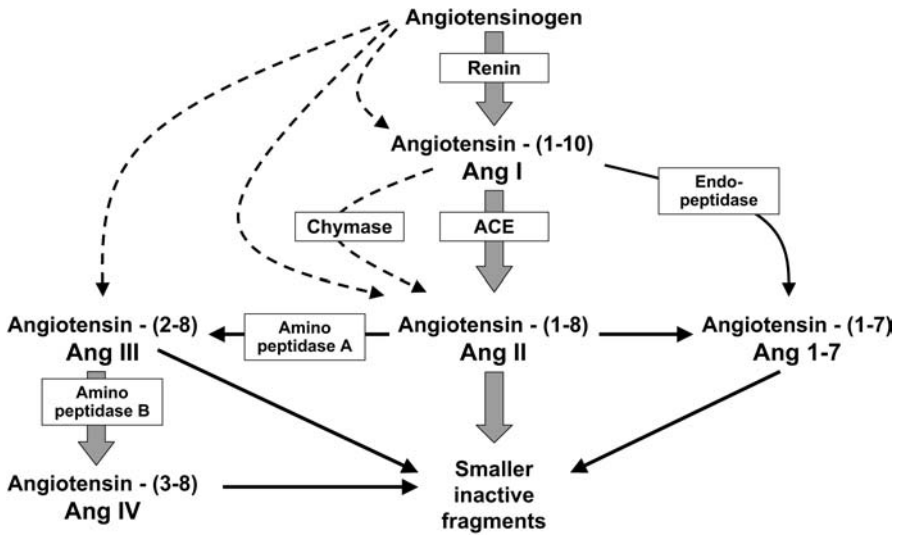 Angiotensinogen
Renin
Angiotensin - (1-10)
Ang I
Endo-
peptidase
Chymase
ACE
Angiotensin - (2-8)
Ang III
Amino
peptidase A
Angiotensin - (1-8)
Ang II
Angiotensin - (1-7)
Ang 1-7
Amino
peptidase B
Angiotensin - (3-8)
Ang IV
Smaller
inactive
fragments